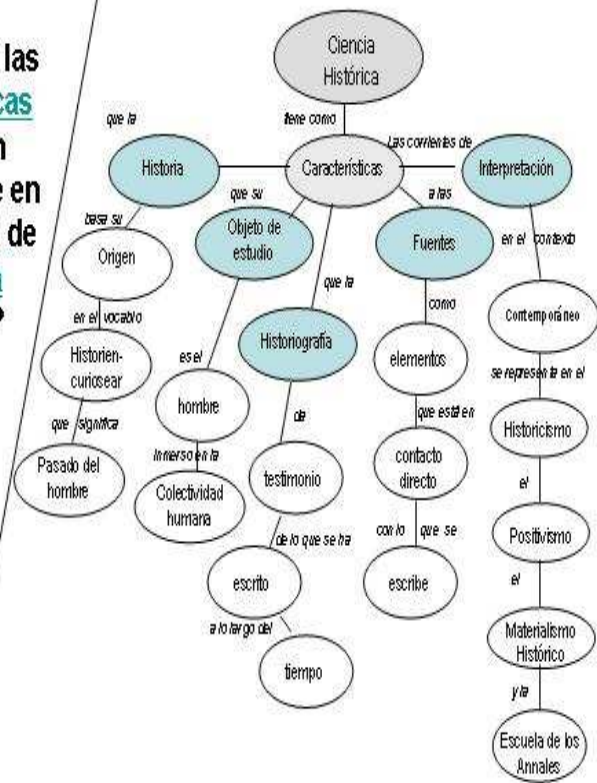 las
cas
n
e en
de
Ciencia
Histórica
tiene como
Características
que la
Historia
basa su
Origen
en el vocablo
Historien-
curiosear
que significa
Pasado del
hombre
que su
Objeto de
estudio
es el
hombre
inmerso en la
Colectividad
humana
que la
Historiografía
da
testimonio
de lo que se ha
escrito
a lo largo del
tiempo
a las
Fuentes
como
elementos
que está en
contacto
directo
con lo que se
escribe
Las corrientes de
Interpretación
en el contexto
Contemporáneo
se representa en el
Historicismo
el
Positivismo
el
Materialismo
Histórico
y la
Escuela de los
Annales